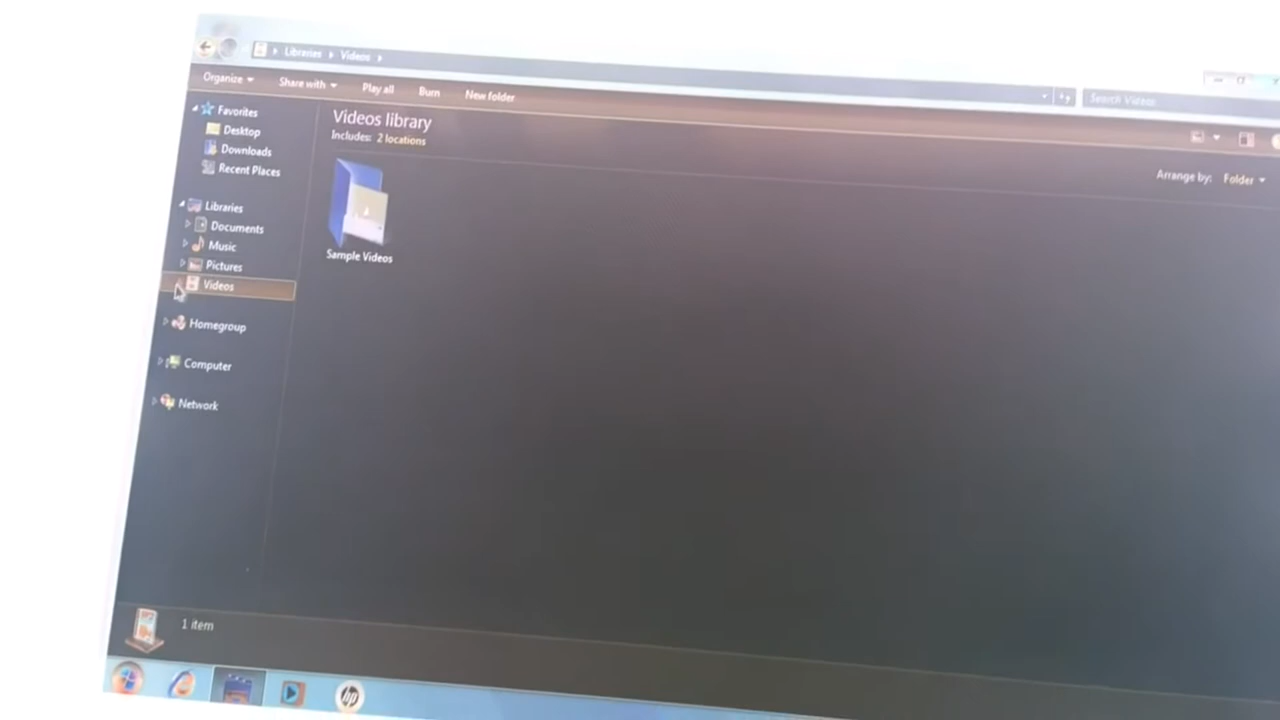 Libraries Videos
Search Videos
Organize Share with Play all Burn New folder
Favorites
Desktop
Downloads
Recent Places
Libraries
Documents
Music
Pictures
Videos
Homegroup
Computer
Network
Videos library
Includes: 2 locations
Arrange by: Folder
Sample Videos
1 item
hp